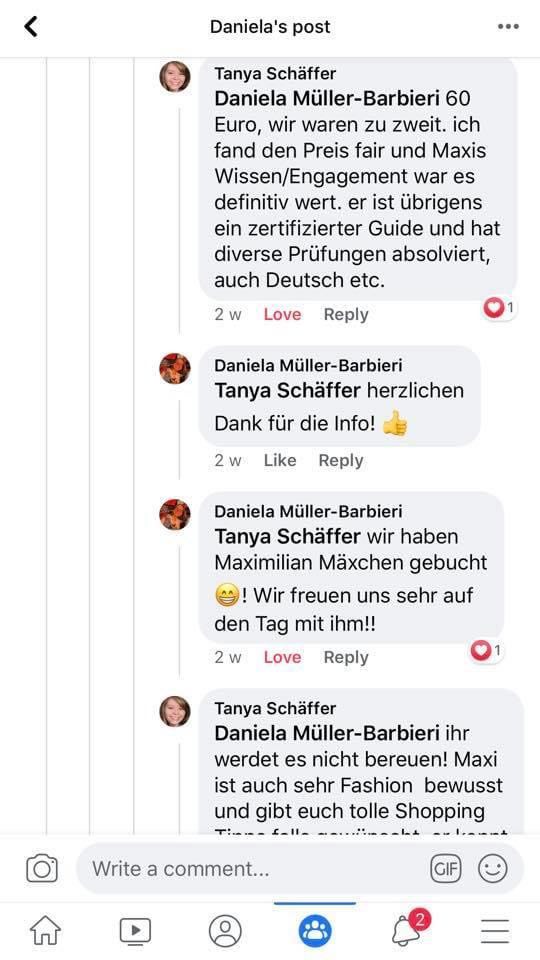 Daniela's post
Tanya Schäffer
Daniela Müller-Barbieri 60
Euro, wir waren zu zweit. ich
fand den Preis fair und Maxis
Wissen/Engagement war es
definitiv wert. er ist übrigens
ein zertifizierter Guide und hat
diverse Prüfungen absolviert,
auch Deutsch etc.
2 w Love Reply
1
Daniela Müller-Barbieri
Tanya Schäffer herzlichen
Dank für die Info! 👍
2 w Like Reply
Daniela Müller-Barbieri
Tanya Schäffer wir haben
Maximilian Mäxchen gebucht
😁! Wir freuen uns sehr auf
den Tag mit ihm!!
2 w Love Reply
1
Tanya Schäffer
Daniela Müller-Barbieri ihr
werdet es nicht bereuen! Maxi
ist auch sehr Fashion bewusst
und gibt euch tolle Shopping
Write a comment...
GIF
2